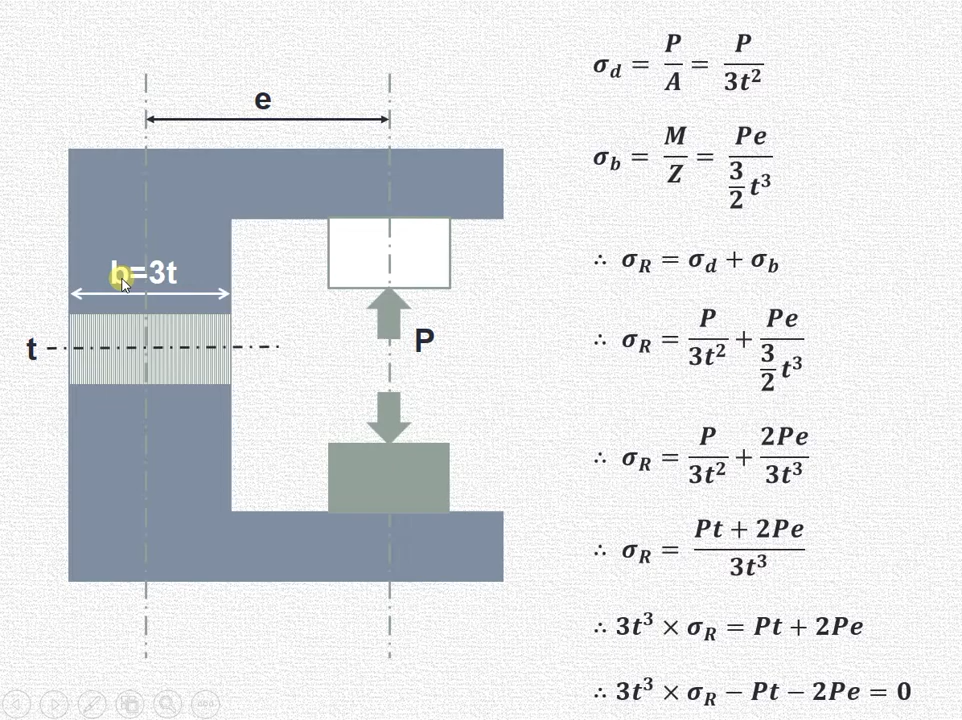 e
b=3t
t
P
σ_d = P/A = P/(3t²)
σ_b = M/Z = Pe/((3/2)t³)
∴ σ_R = σ_d + σ_b
∴ σ_R = P/(3t²) + Pe/((3/2)t³)
∴ σ_R = P/(3t²) + 2Pe/(3t³)
∴ σ_R = (Pt + 2Pe)/(3t³)
∴ 3t³ × σ_R = Pt + 2Pe
∴ 3t³ × σ_R − Pt − 2Pe = 0